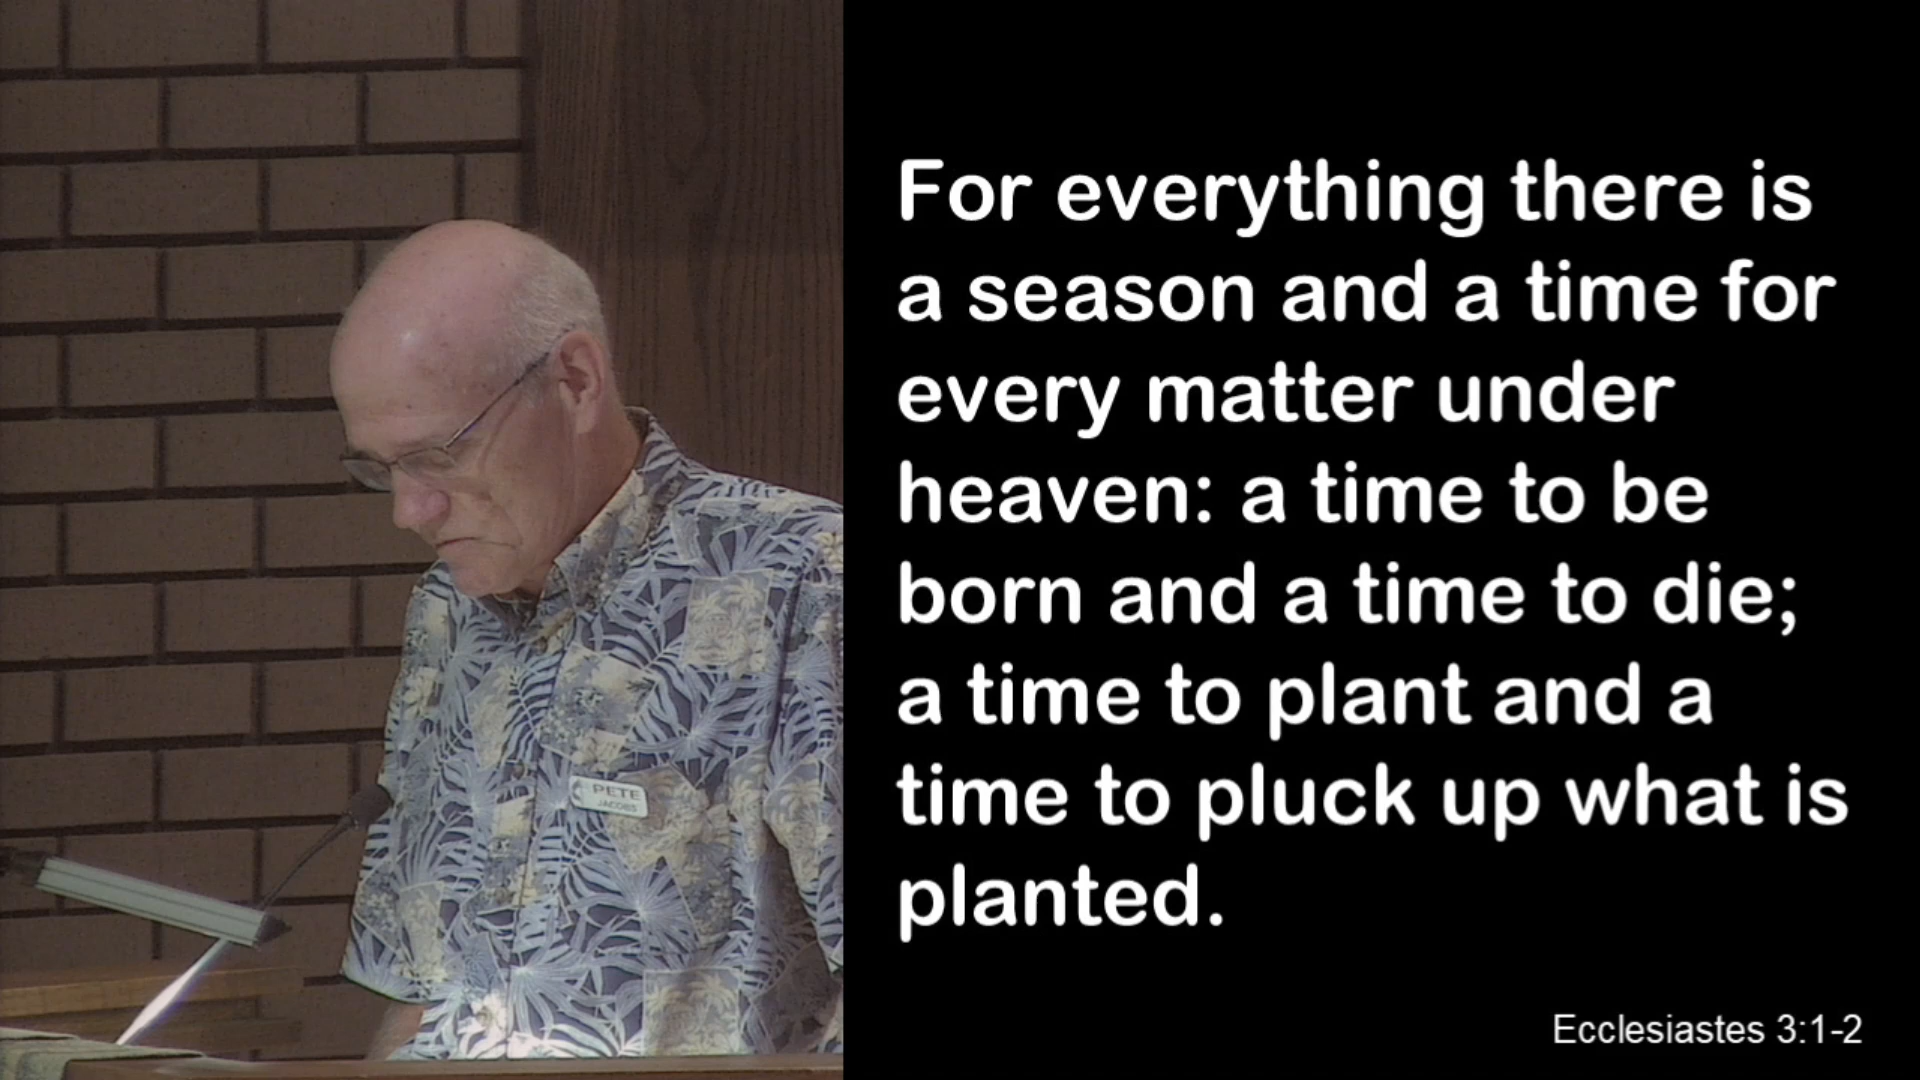 PETE
JACOBS
For everything there is
a season and a time for
every matter under
heaven: a time to be
born and a time to die;
a time to plant and a
time to pluck up what is
planted.
Ecclesiastes 3:1-2